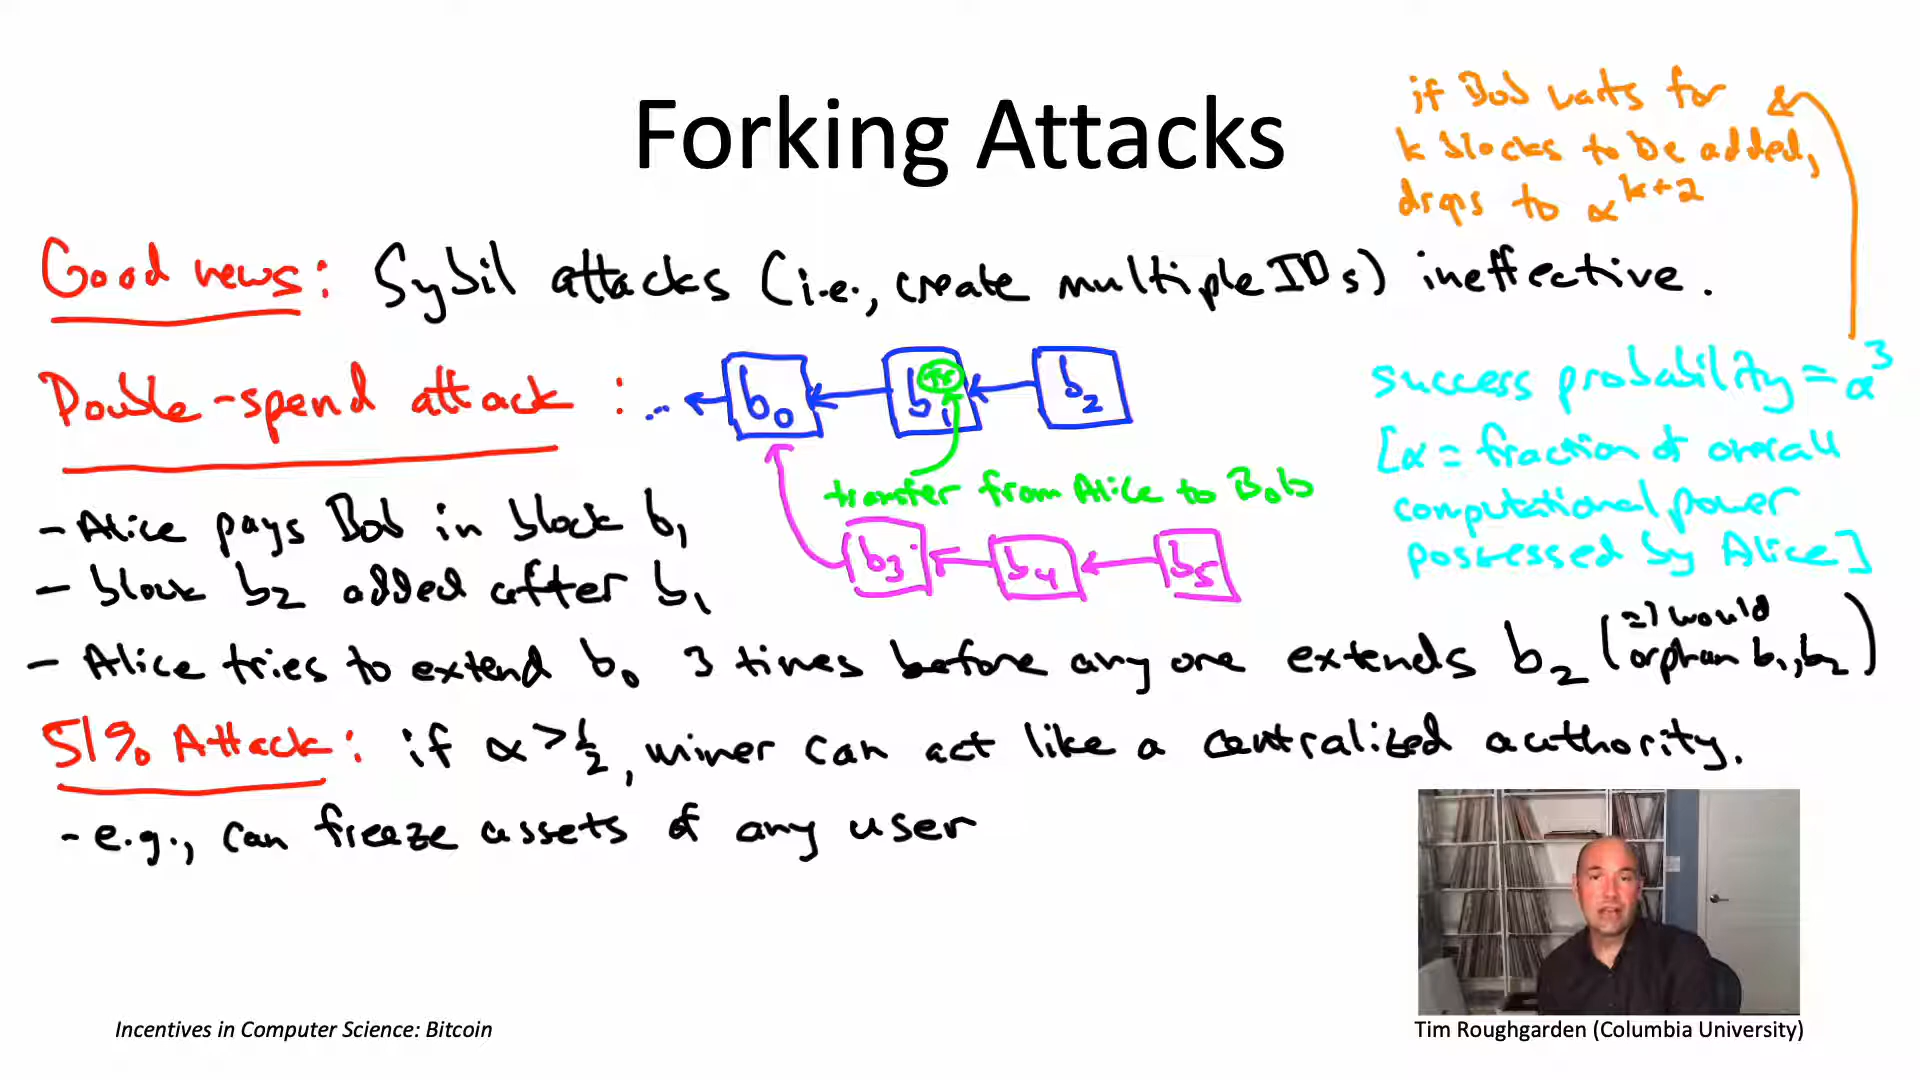 Forking Attacks
if Bob waits for
k blocks to be added,
drops to α^k+2
Good news: Sybil attacks (i.e., create multiple IDs) ineffective.
Double-spend attack :
... b0 b1 tx b2
success probability = α^3
[α = fraction of overall
computational power
possessed by Alice]
transfer from Alice to Bob
b3 b4 b5
- Alice pays Bob in block b1
- block b2 added after b1
- Alice tries to extend b0 3 times before anyone extends b2 (=> would orphan b1, b2)
51% Attack: if α > 1/2, miner can act like a centralized authority.
- e.g., can freeze assets of any user
Incentives in Computer Science: Bitcoin
Tim Roughgarden (Columbia University)